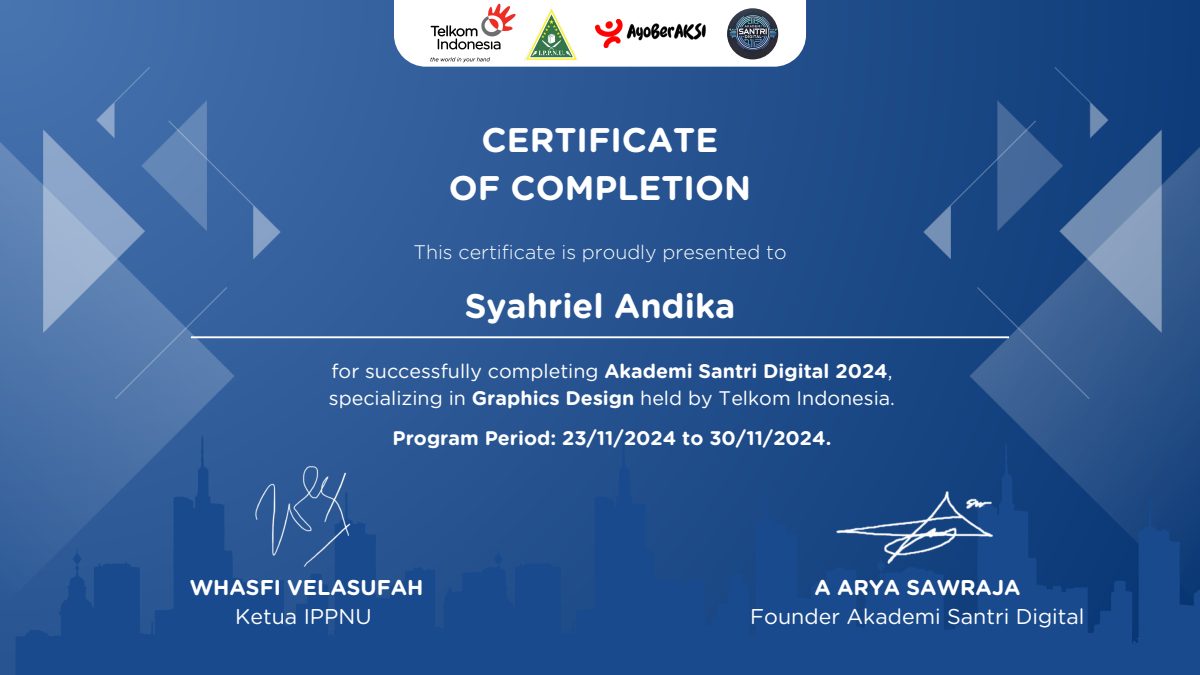 Telkom
Indonesia
the world in your hand
I.P.P.N.U.
AyoBerAKSI
AKADEMI
SANTRI
DIGITAL
CERTIFICATE
OF COMPLETION
This certificate is proudly presented to
Syahriel Andika
for successfully completing Akademi Santri Digital 2024,
specializing in Graphics Design held by Telkom Indonesia.
Program Period: 23/11/2024 to 30/11/2024.
WHASFI VELASUFAH
Ketua IPPNU
A ARYA SAWRAJA
Founder Akademi Santri Digital